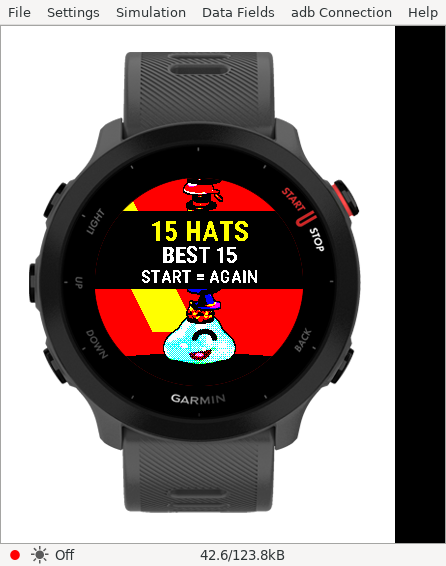 File Settings Simulation Data Fields adb Connection Help
LIGHT
START
STOP
15 HATS
BEST 15
UP
START = AGAIN
DOWN
BACK
GARMIN
Off
42.6/123.8kB